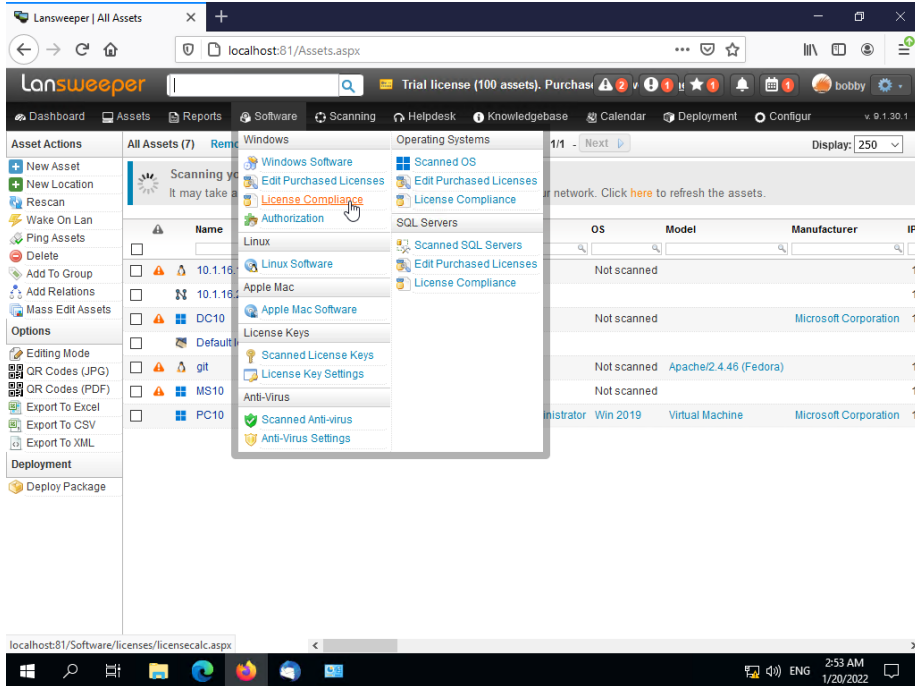 Lansweeper | All Assets
localhost:81/Assets.aspx
Lansweeper
Trial license (100 assets). Purchas
2
v
1
1
1
bobby
Dashboard
Assets
Reports
Software
Scanning
Helpdesk
Knowledgebase
Calendar
Deployment
Configur
v. 9.1.30.1
Asset Actions
All Assets (7)
1/1 - Next
Display: 250
New Asset
New Location
Rescan
Wake On Lan
Ping Assets
Delete
Add To Group
Add Relations
Mass Edit Assets
Options
Editing Mode
QR Codes (JPG)
QR Codes (PDF)
Export To Excel
Export To CSV
Export To XML
Deployment
Deploy Package
Windows
Windows Software
Edit Purchased Licenses
License Compliance
Authorization
Linux
Linux Software
Apple Mac
Apple Mac Software
License Keys
Scanned License Keys
License Key Settings
Anti-Virus
Scanned Anti-virus
Anti-Virus Settings
Operating Systems
Scanned OS
Edit Purchased Licenses
License Compliance
SQL Servers
Scanned SQL Servers
Edit Purchased Licenses
License Compliance
Scanning yo
It may take a
ur network. Click here to refresh the assets.
Name
OS
Model
Manufacturer
IP
10.1.16.
Not scanned
10.1.16.
DC10
Not scanned
Microsoft Corporation
Default l
git
Not scanned
Apache/2.4.46 (Fedora)
MS10
Not scanned
PC10
inistrator
Win 2019
Virtual Machine
Microsoft Corporation
localhost:81/Software/licenses/licensecalc.aspx
ENG
2:53 AM
1/20/2022